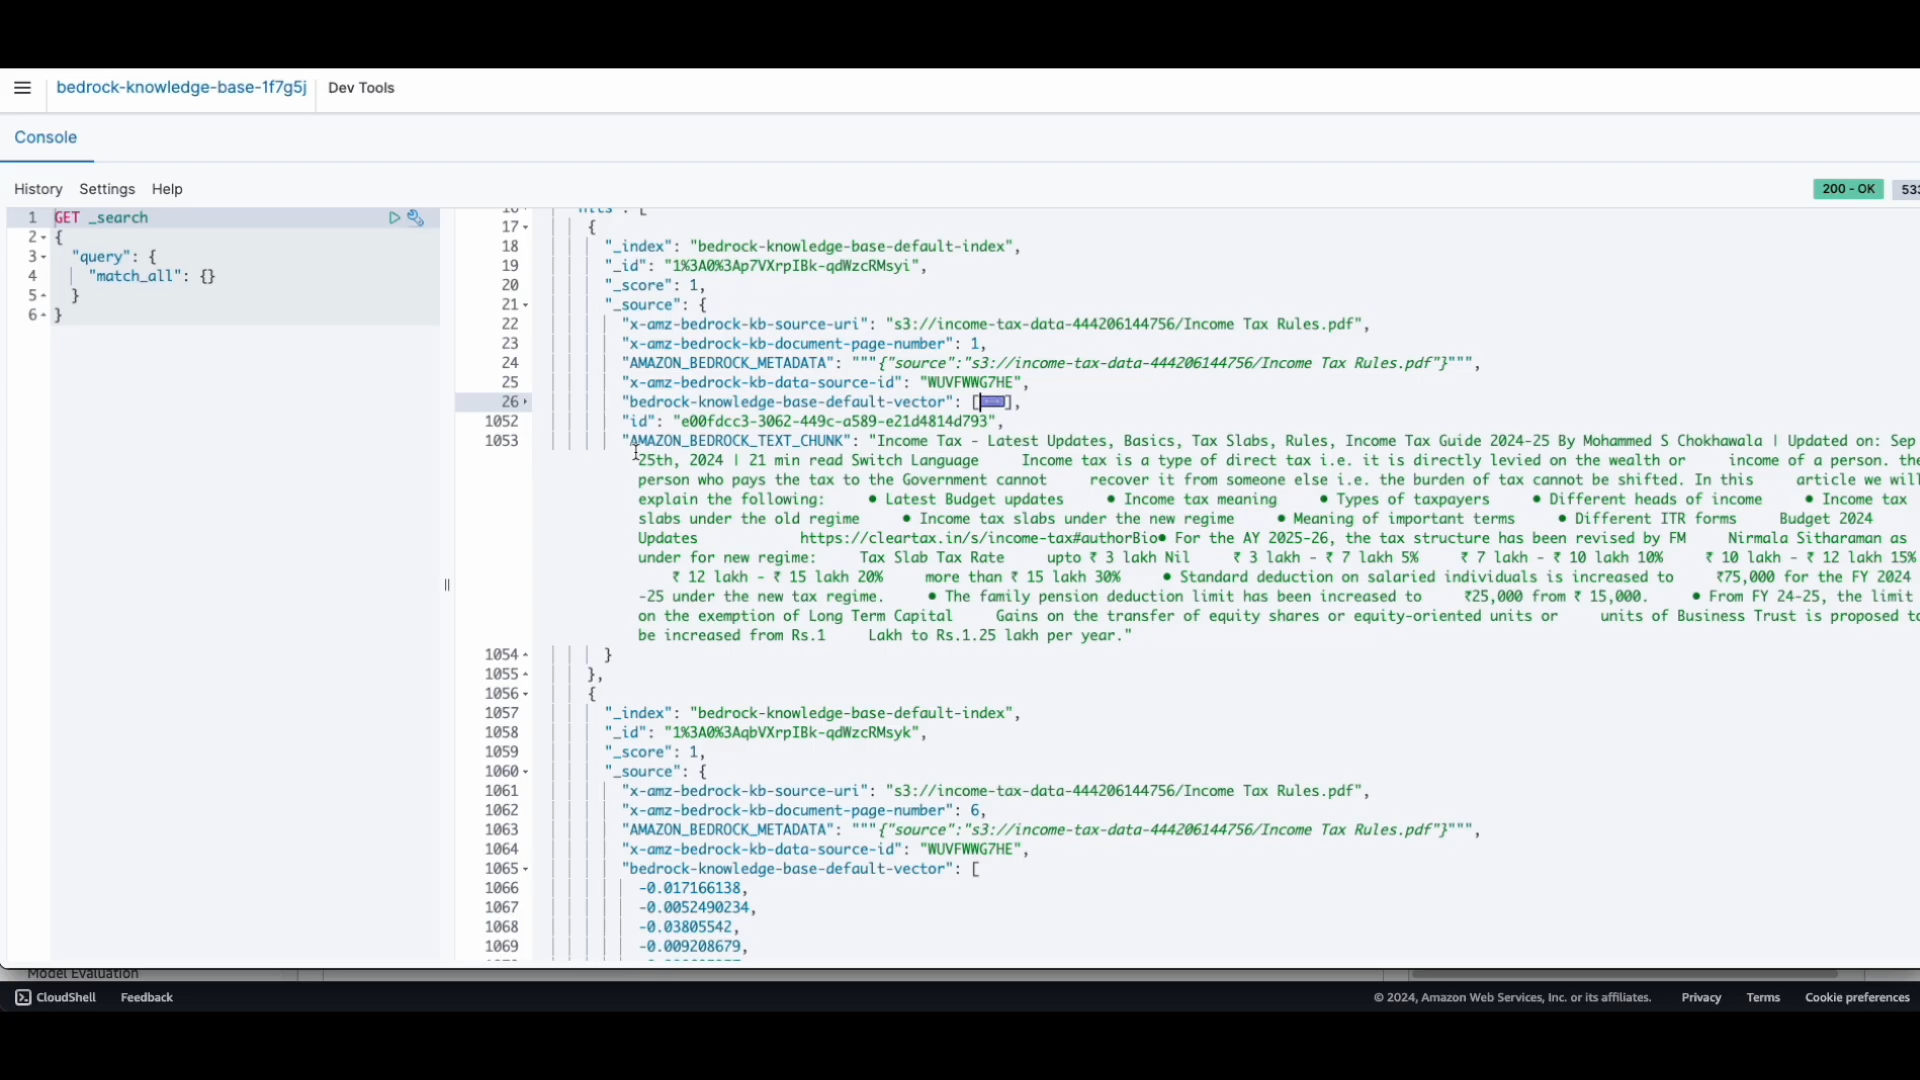 bedrock-knowledge-base-1f7g5j
Dev Tools
Console
History Settings Help
200 - OK
533
1 GET _search
2 {
3 "query": {
4 "match_all": {}
5 }
6 }
16 "hits": [
17 {
18 "_index": "bedrock-knowledge-base-default-index",
19 "_id": "1%3A0%3Ap7VXrpIBk-qdWzcRMsyi",
20 "_score": 1,
21 "_source": {
22 "x-amz-bedrock-kb-source-uri": "s3://income-tax-data-444206144756/Income Tax Rules.pdf",
23 "x-amz-bedrock-kb-document-page-number": 1,
24 "AMAZON_BEDROCK_METADATA": """{"source":"s3://income-tax-data-444206144756/Income Tax Rules.pdf"}""",
25 "x-amz-bedrock-kb-data-source-id": "WUVFWWG7HE",
26 "bedrock-knowledge-base-default-vector": [],
1052 "id": "e00fdcc3-3062-449c-a589-e21d4814d793",
1053 "AMAZON_BEDROCK_TEXT_CHUNK": "Income Tax - Latest Updates, Basics, Tax Slabs, Rules, Income Tax Guide 2024-25 By Mohammed S Chokhawala | Updated on: Sep
25th, 2024 | 21 min read Switch Language Income tax is a type of direct tax i.e. it is directly levied on the wealth or income of a person. the
person who pays the tax to the Government cannot recover it from someone else i.e. the burden of tax cannot be shifted. In this article we will
explain the following: ● Latest Budget updates ● Income tax meaning ● Types of taxpayers ● Different heads of income ● Income tax
slabs under the old regime ● Income tax slabs under the new regime ● Meaning of important terms ● Different ITR forms Budget 2024
Updates https://cleartax.in/s/income-tax#authorBio● For the AY 2025-26, the tax structure has been revised by FM Nirmala Sitharaman as
under for new regime: Tax Slab Tax Rate upto ₹ 3 lakh Nil ₹ 3 lakh - ₹ 7 lakh 5% ₹ 7 lakh - ₹ 10 lakh 10% ₹ 10 lakh - ₹ 12 lakh 15%
₹ 12 lakh - ₹ 15 lakh 20% more than ₹ 15 lakh 30% ● Standard deduction on salaried individuals is increased to ₹75,000 for the FY 2024
-25 under the new tax regime. ● The family pension deduction limit has been increased to ₹25,000 from ₹ 15,000. ● From FY 24-25, the limit
on the exemption of Long Term Capital Gains on the transfer of equity shares or equity-oriented units or units of Business Trust is proposed to
be increased from Rs.1 Lakh to Rs.1.25 lakh per year."
1054 }
1055 },
1056 {
1057 "_index": "bedrock-knowledge-base-default-index",
1058 "_id": "1%3A0%3AqbVXrpIBk-qdWzcRMsyk",
1059 "_score": 1,
1060 "_source": {
1061 "x-amz-bedrock-kb-source-uri": "s3://income-tax-data-444206144756/Income Tax Rules.pdf",
1062 "x-amz-bedrock-kb-document-page-number": 6,
1063 "AMAZON_BEDROCK_METADATA": """{"source":"s3://income-tax-data-444206144756/Income Tax Rules.pdf"}""",
1064 "x-amz-bedrock-kb-data-source-id": "WUVFWWG7HE",
1065 "bedrock-knowledge-base-default-vector": [
1066 -0.017166138,
1067 -0.0052490234,
1068 -0.03805542,
1069 -0.009208679,
Model Evaluation
CloudShell Feedback
© 2024, Amazon Web Services, Inc. or its affiliates. Privacy Terms Cookie preferences